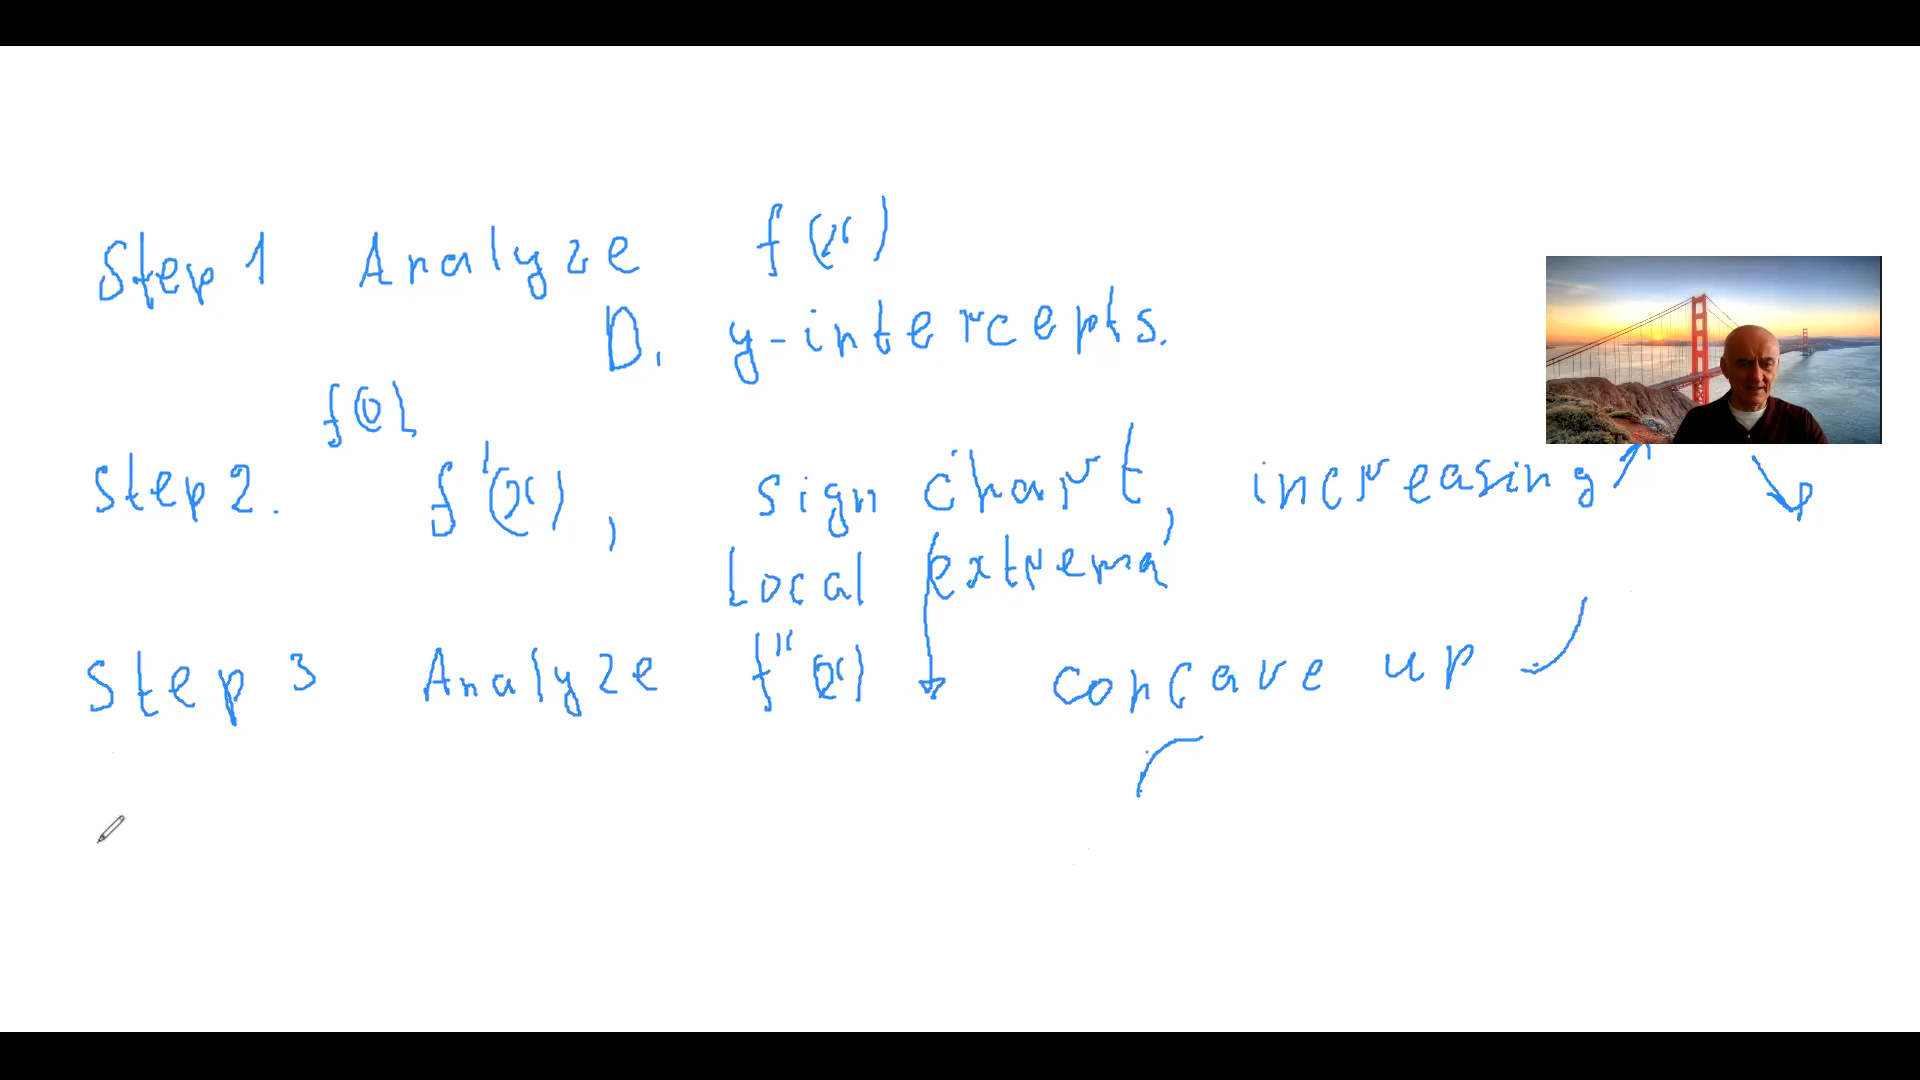 Step 1 Analyze f(x)
D, y-intercepts.
f(0)
Step 2. f'(x), sign chart, increasing
Local extrema
Step 3 Analyze f''(x) concave up